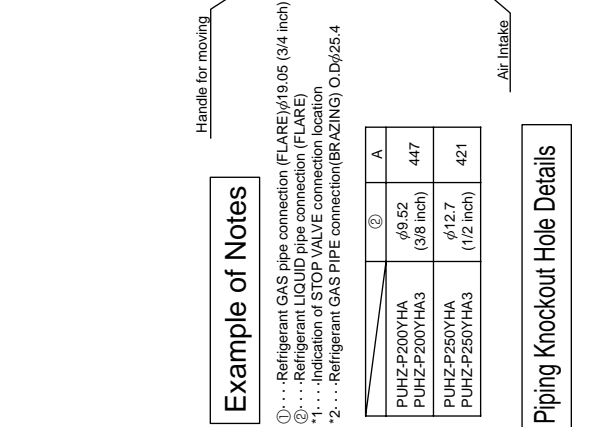 Handle for moving
Example of Notes
①····Refrigerant GAS pipe connection (FLARE)ϕ19.05 (3/4 inch)
②····Refrigerant LIQUID pipe connection (FLARE)
*1····Indication of STOP VALVE connection location
*2····Refrigerant GAS PIPE connection(BRAZING) O.Dϕ25.4
② A
PUHZ-P200YHA
PUHZ-P200YHA3
ϕ9.52
(3/8 inch)
447
PUHZ-P250YHA
PUHZ-P250YHA3
ϕ12.7
(1/2 inch)
421
Air Intake
Piping Knockout Hole Details